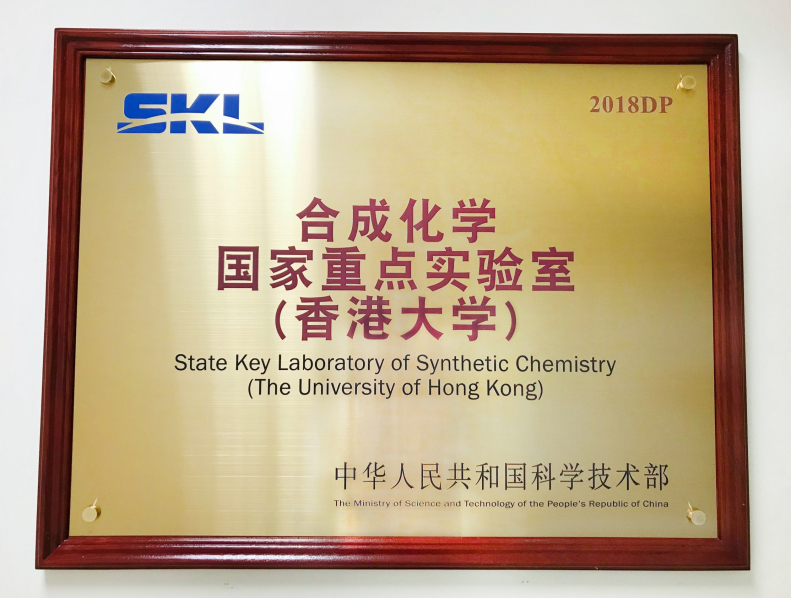 SKL
2018DP
合成化学
国家重点实验室
(香港大学)
State Key Laboratory of Synthetic Chemistry
(The University of Hong Kong)
中华人民共和国科学技术部
The Ministry of Science and Technology of the People's Republic of China